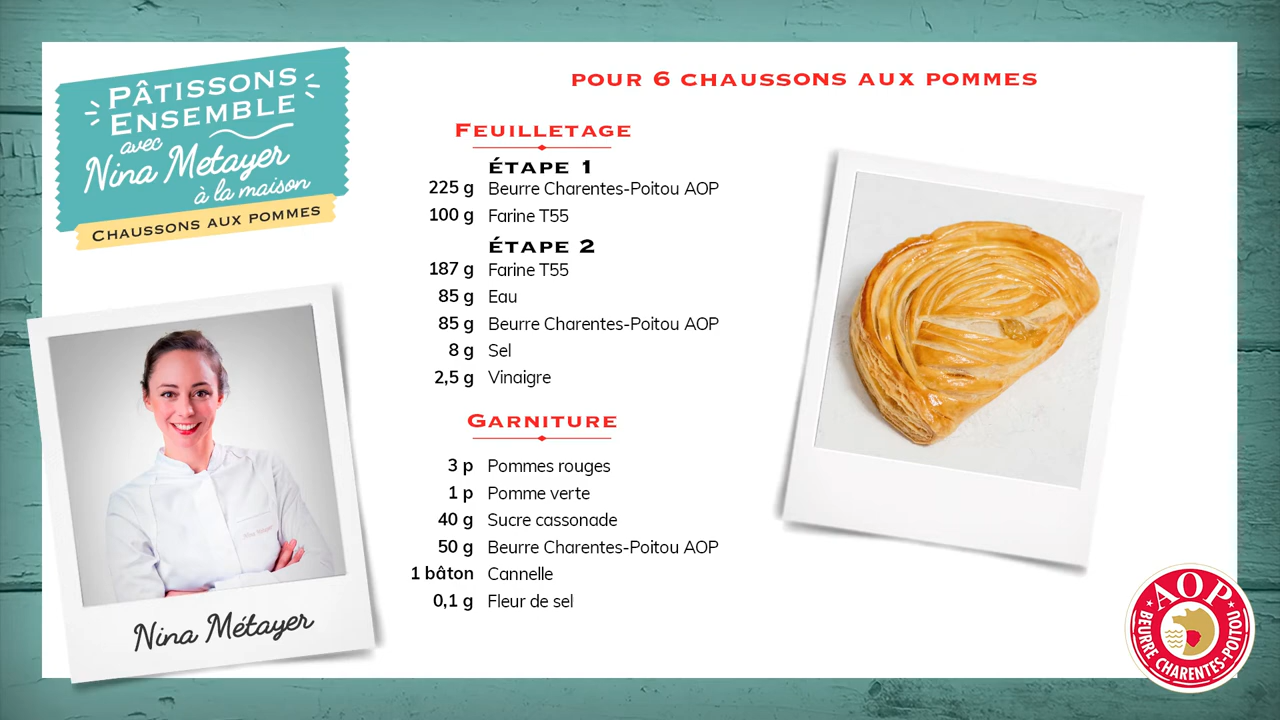 PÂTISSONS
ENSEMBLE
avec
Nina Metayer
à la maison
CHAUSSONS AUX POMMES
POUR 6 CHAUSSONS AUX POMMES
FEUILLETAGE
ÉTAPE 1
225 g Beurre Charentes-Poitou AOP
100 g Farine T55
ÉTAPE 2
187 g Farine T55
85 g Eau
85 g Beurre Charentes-Poitou AOP
8 g Sel
2,5 g Vinaigre
GARNITURE
3 p Pommes rouges
1 p Pomme verte
40 g Sucre cassonade
50 g Beurre Charentes-Poitou AOP
1 bâton Cannelle
0,1 g Fleur de sel
Nina Métayer
AOP
BEURRE CHARENTES-POITOU